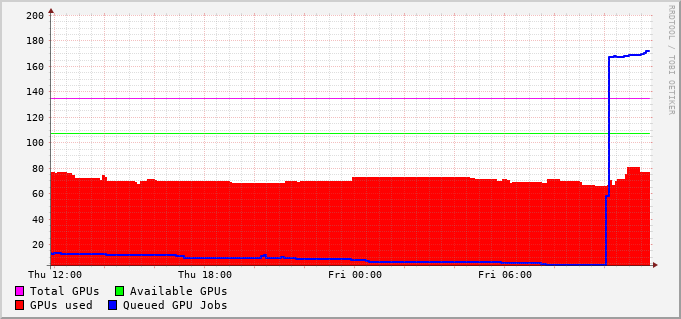 200
180
160
140
120
100
80
60
40
20
Thu 12:00 Thu 18:00 Fri 00:00 Fri 06:00
Total GPUs Available GPUs
GPUs used Queued GPU Jobs
RRDTOOL / TOBI OETIKER